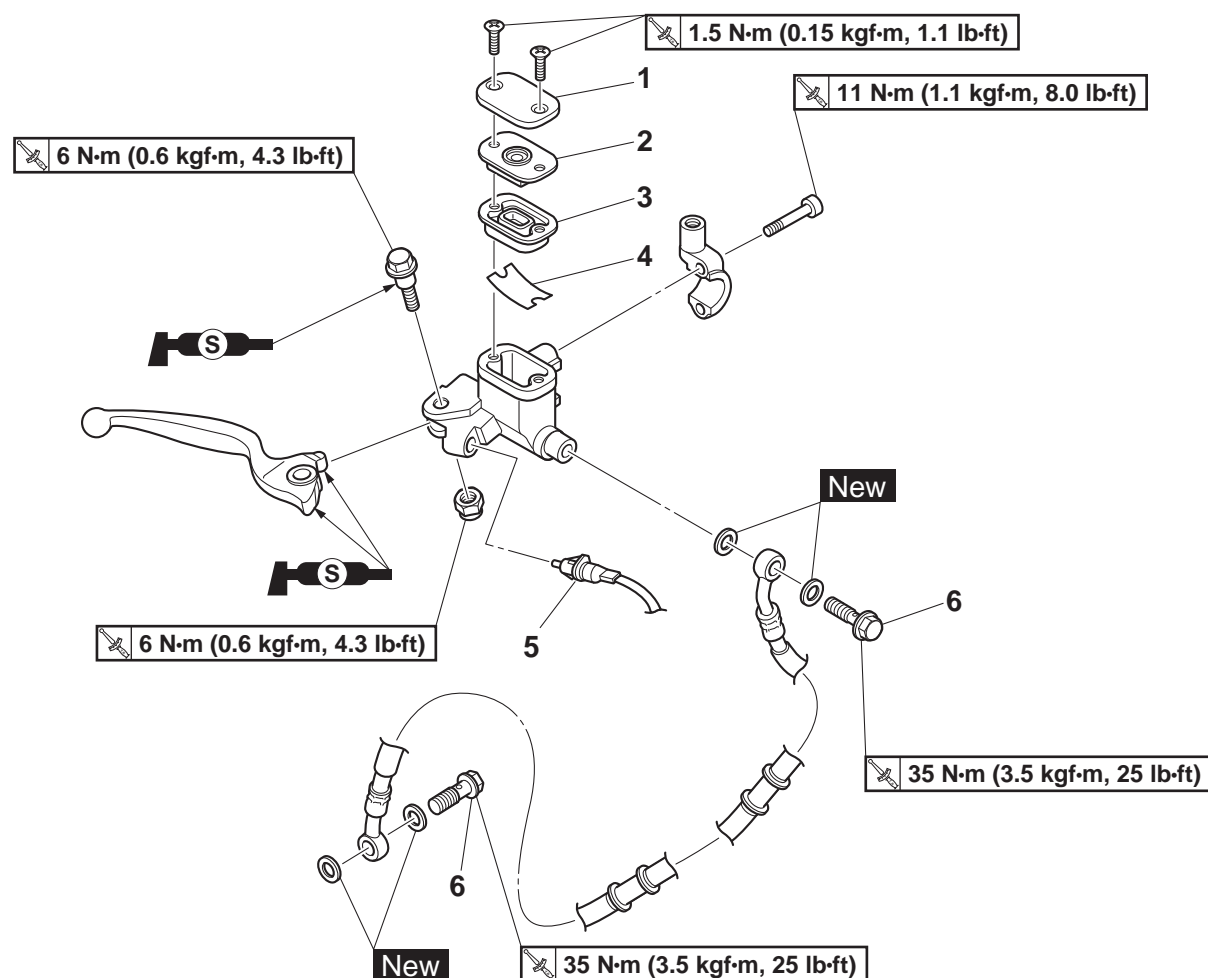 1.5 N•m (0.15 kgf•m, 1.1 lb•ft)
1
11 N•m (1.1 kgf•m, 8.0 lb•ft)
2
6 N•m (0.6 kgf•m, 4.3 lb•ft)
3
4
S
New
S
5
6
6 N•m (0.6 kgf•m, 4.3 lb•ft)
35 N•m (3.5 kgf•m, 25 lb•ft)
6
New
35 N•m (3.5 kgf•m, 25 lb•ft)